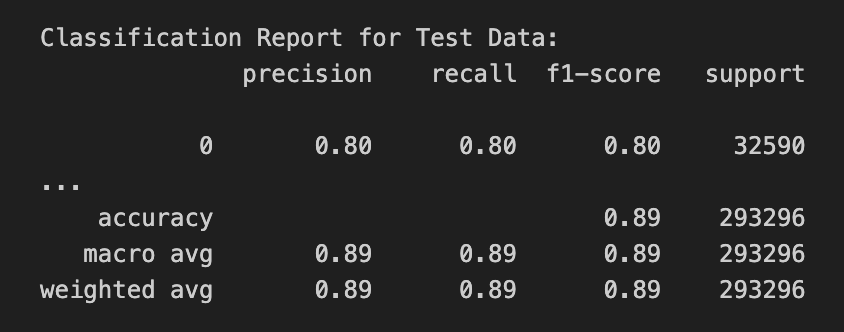 Classification Report for Test Data:
precision recall f1-score support
0 0.80 0.80 0.80 32590
...
accuracy 0.89 293296
macro avg 0.89 0.89 0.89 293296
weighted avg 0.89 0.89 0.89 293296